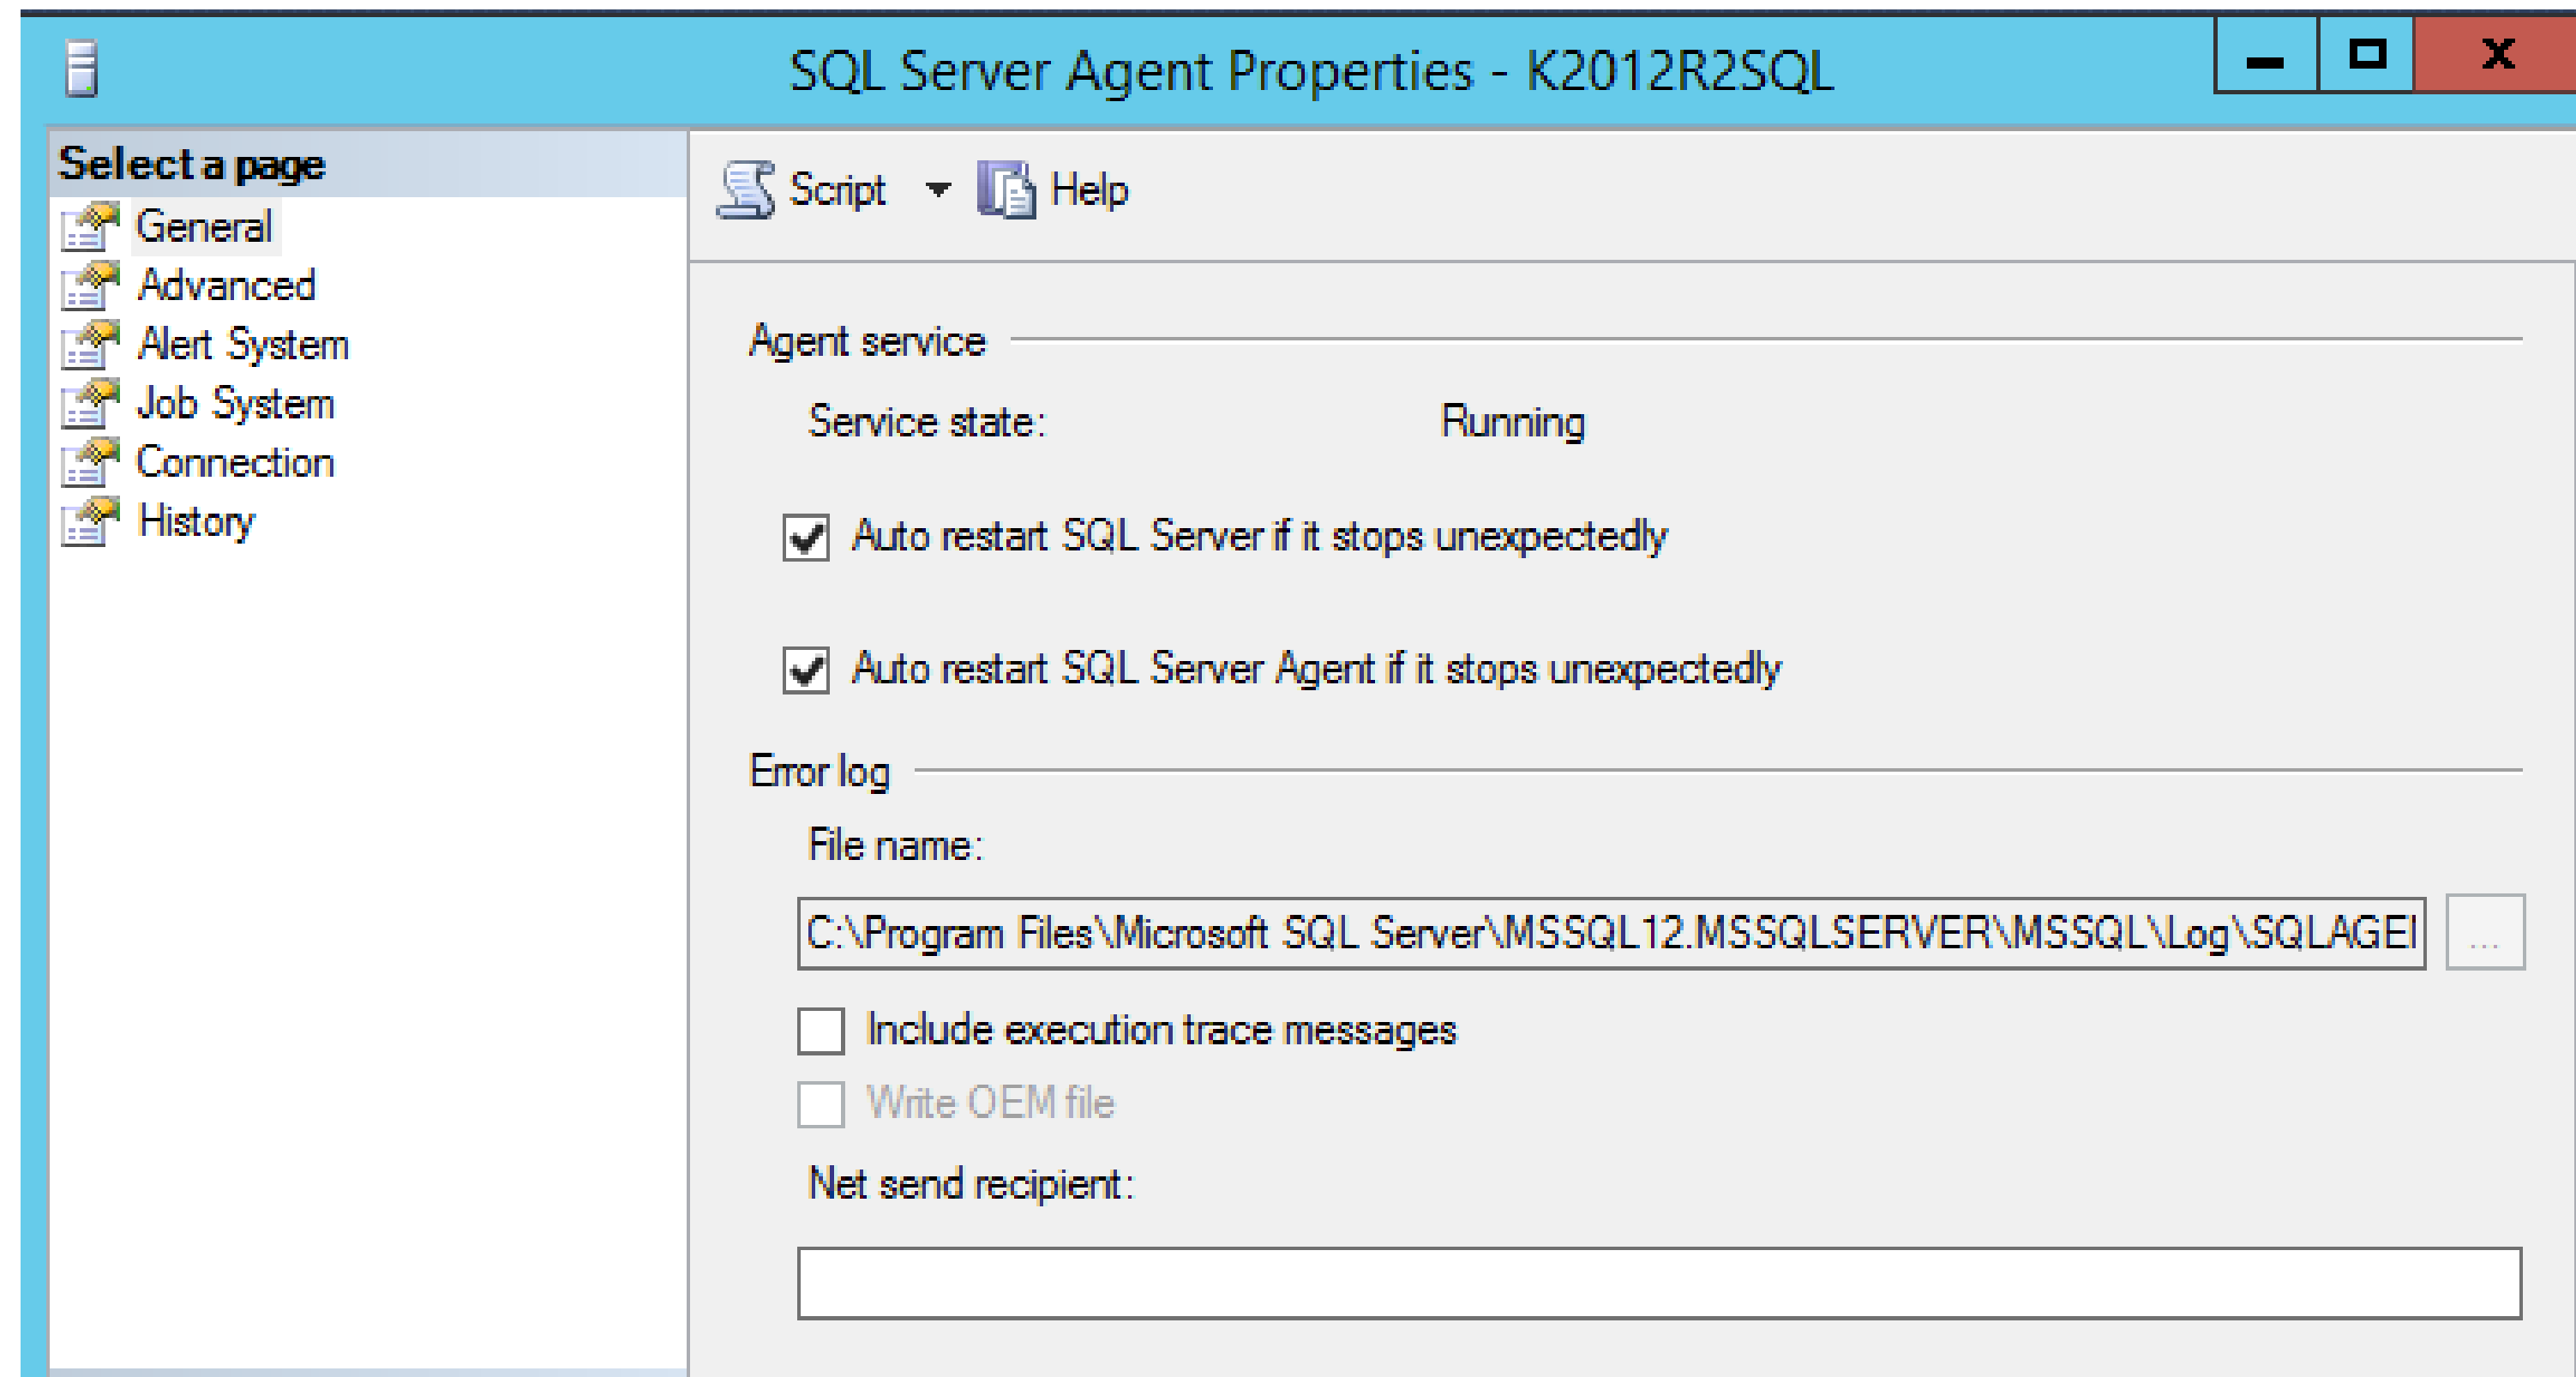 SQL Server Agent Properties - K2012R2SQL
Select a page
General
Advanced
Alert System
Job System
Connection
History
Script Help
Agent service
Service state: Running
Auto restart SQL Server if it stops unexpectedly
Auto restart SQL Server Agent if it stops unexpectedly
Error log
File name:
C:\Program Files\Microsoft SQL Server\MSSQL12.MSSQLSERVER\MSSQL\Log\SQLAGE
...
Include execution trace messages
Write OEM file
Net send recipient: